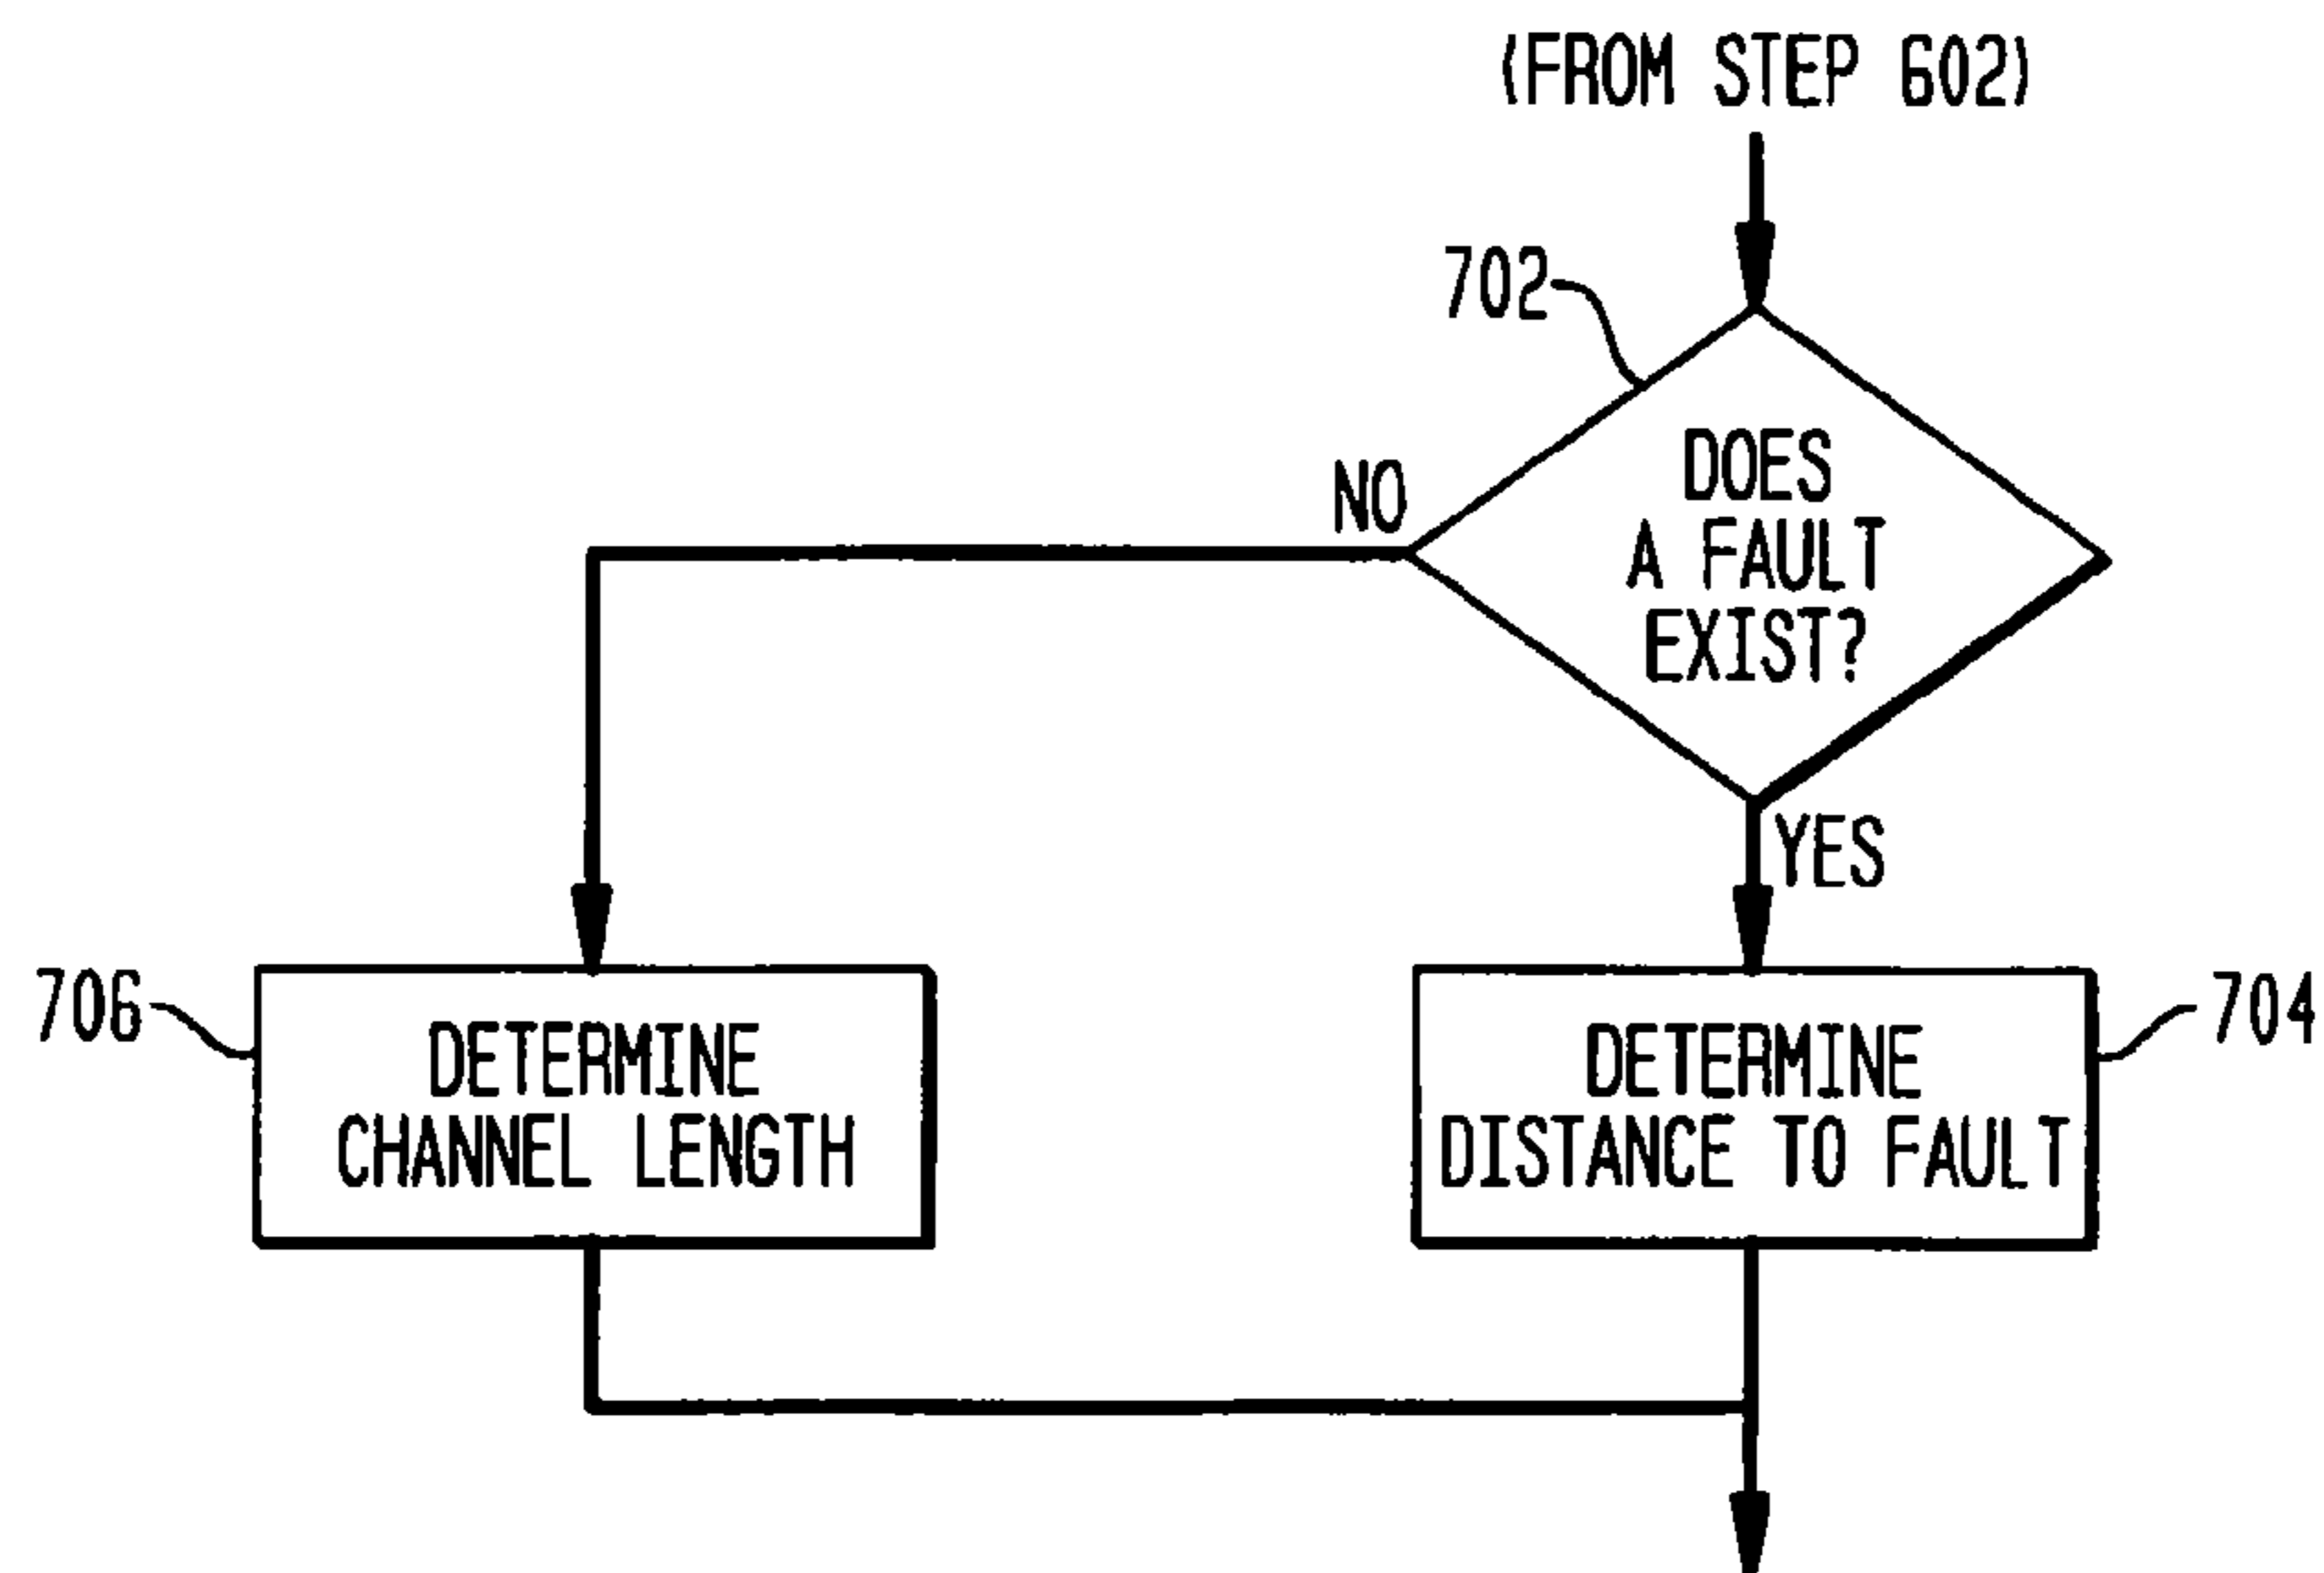 (FROM STEP 602)
702
DOES
A FAULT
EXIST?
NO
YES
706
DETERMINE
CHANNEL LENGTH
DETERMINE
DISTANCE TO FAULT
704